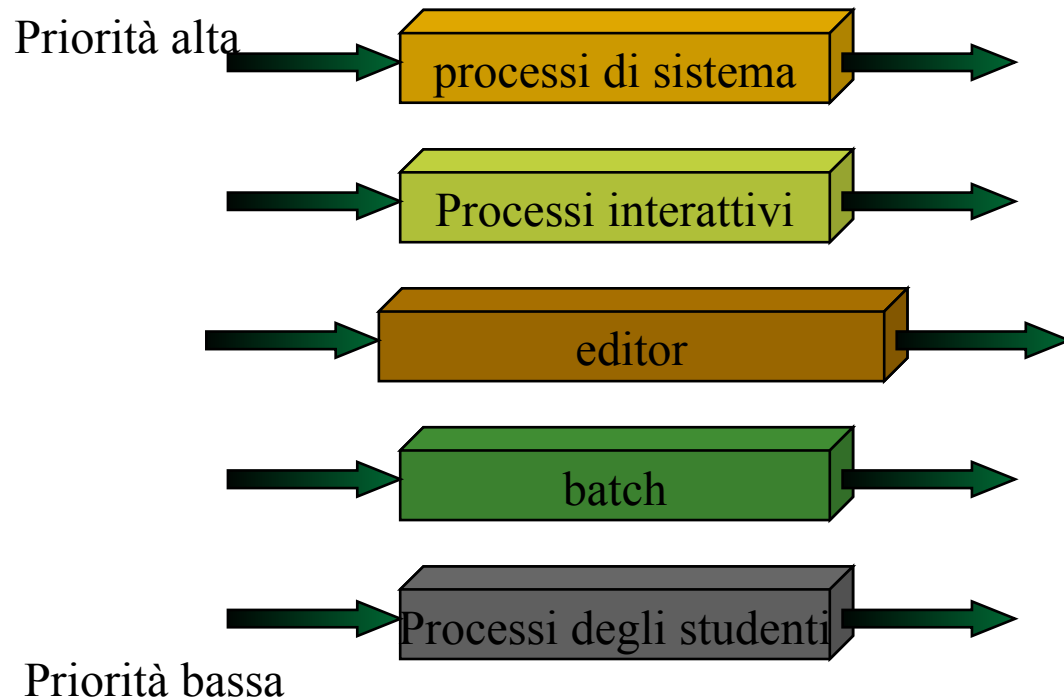 Priorità alta
processi di sistema
Processi interattivi
editor
batch
Processi degli studenti
Priorità bassa